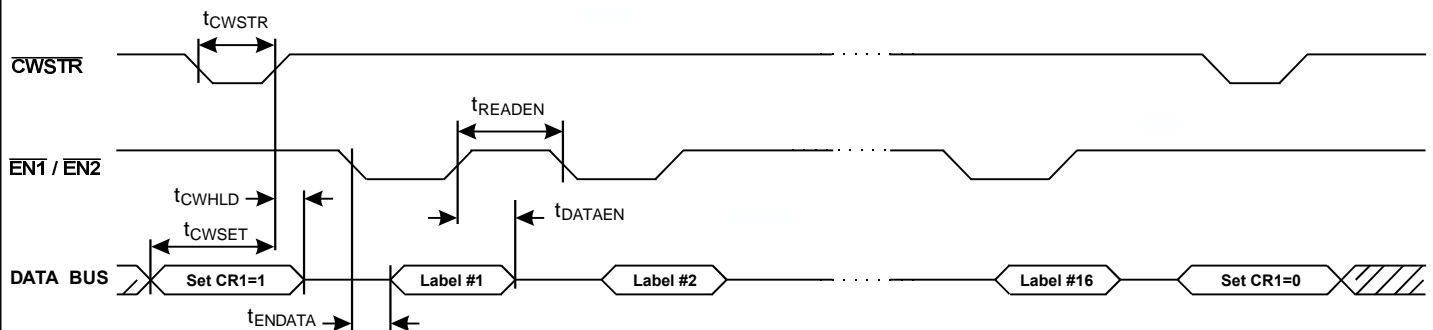 tCWSTR
CWSTR
tREADEN
EN1 / EN2
tCWHLD
tDATAEN
tCWSET
DATA BUS
Set CR1=1
Label #1
Label #2
Label #16
Set CR1=0
tENDATA